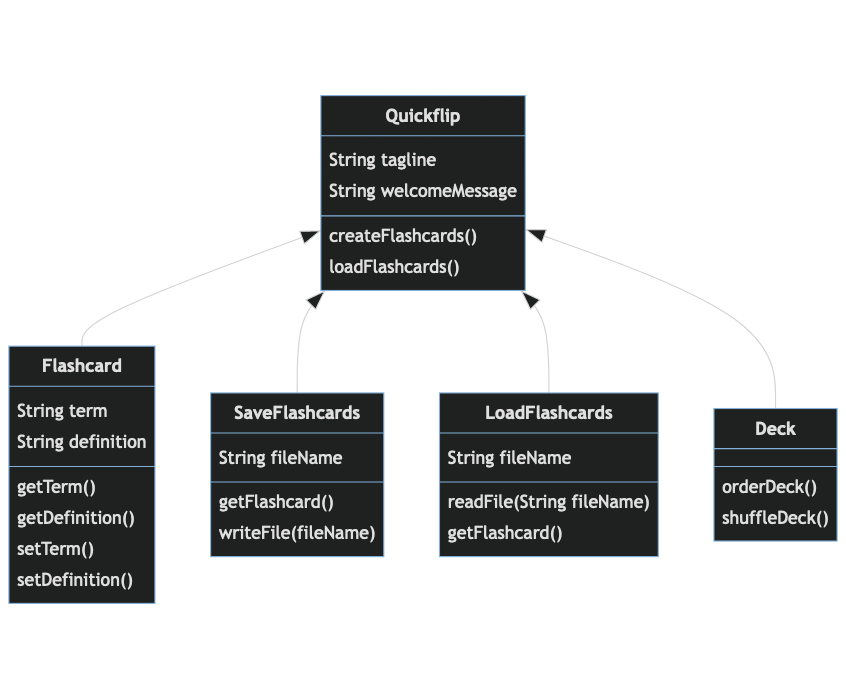 Quickflip
String tagline
String welcomeMessage
createFlashcards()
loadFlashcards()
Flashcard
String term
String definition
getTerm()
getDefinition()
setTerm()
setDefinition()
SaveFlashcards
String fileName
getFlashcard()
writeFile(fileName)
LoadFlashcards
String fileName
readFile(String fileName)
getFlashcard()
Deck
orderDeck()
shuffleDeck()